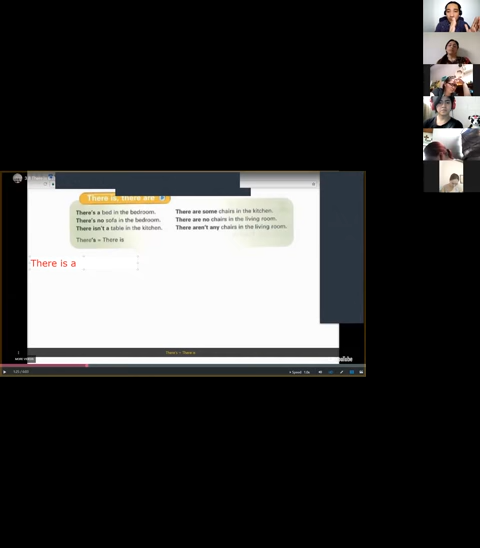 There is, there are
There's a bed in the bedroom.
There's no sofa in the bedroom.
There isn't a table in the kitchen.
There's = There is
There are some chairs in the kitchen.
There are no chairs in the living room.
There aren't any chairs in the living room.
There is a
There's = There is